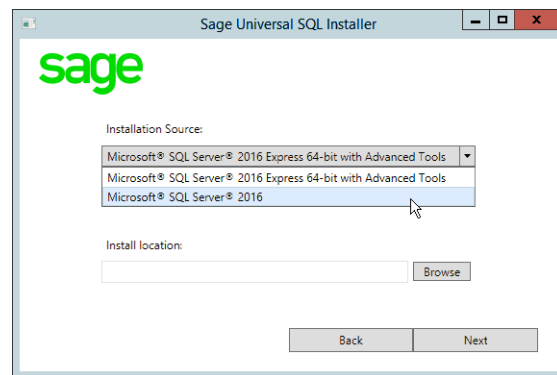 Sage Universal SQL Installer
sage
Installation Source:
Microsoft® SQL Server® 2016 Express 64-bit with Advanced Tools
Microsoft® SQL Server® 2016 Express 64-bit with Advanced Tools
Microsoft® SQL Server® 2016
Install location:
Browse
Back Next